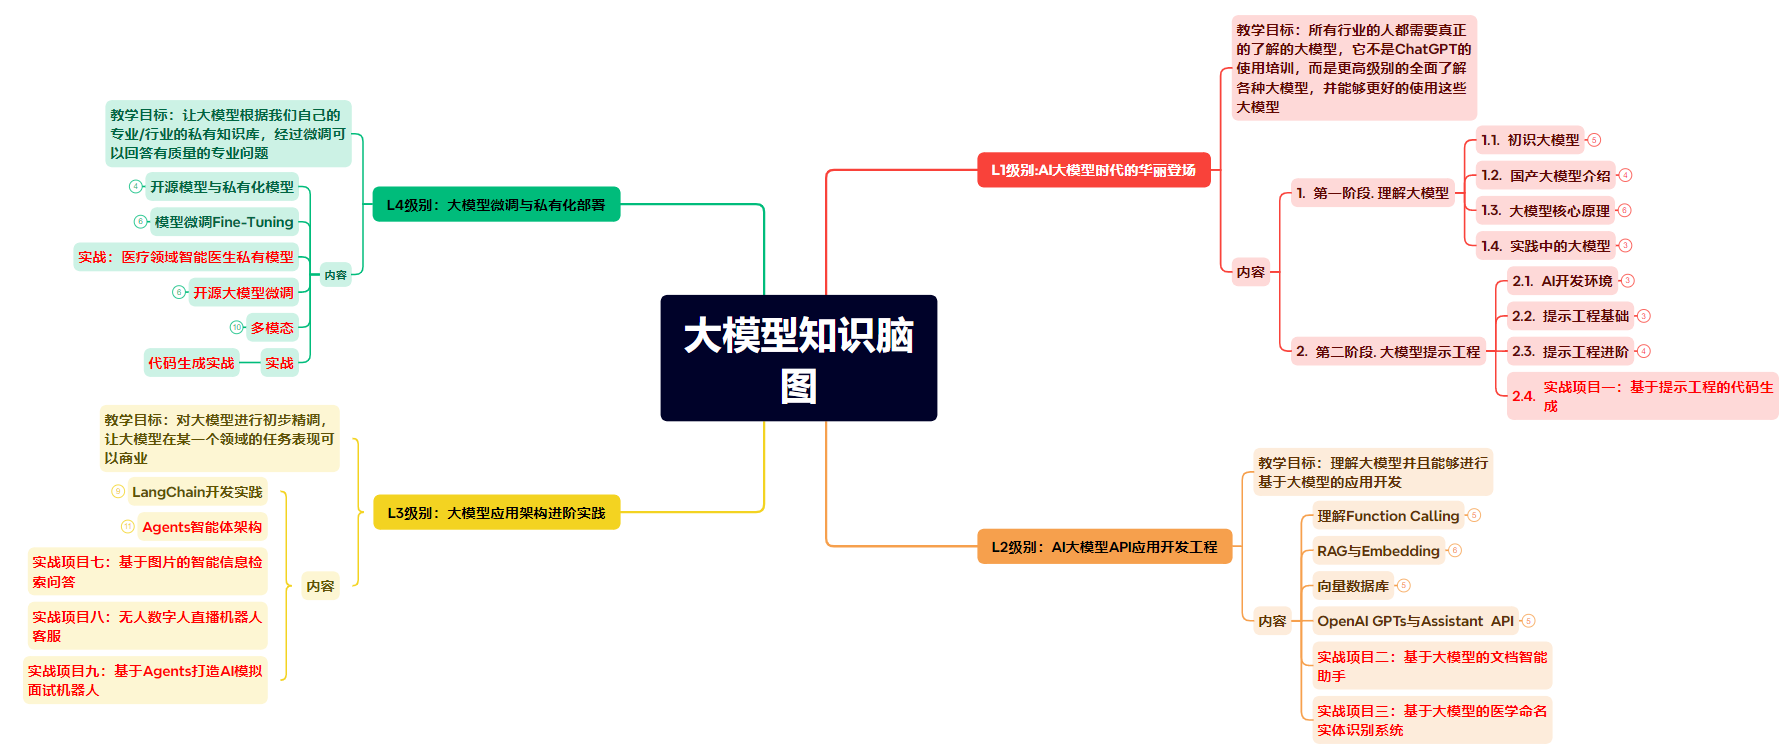 大模型知识脑
图
L1级别:AI大模型时代的华丽登场
教学目标：所有行业的人都需要真正
的了解的大模型，它不是ChatGPT的
使用培训，而是更高级别的全面了解
各种大模型，并能够更好的使用这些
大模型
内容
1. 第一阶段. 理解大模型
1.1. 初识大模型 5
1.2. 国产大模型介绍 4
1.3. 大模型核心原理 6
1.4. 实践中的大模型 3
2. 第二阶段. 大模型提示工程
2.1. AI开发环境 3
2.2. 提示工程基础 3
2.3. 提示工程进阶 4
2.4. 实战项目一：基于提示工程的代码生
成
L2级别：AI大模型API应用开发工程
教学目标：理解大模型并且能够进行
基于大模型的应用开发
内容
理解Function Calling 5
RAG与Embedding 6
向量数据库 5
OpenAI GPTs与Assistant API 5
实战项目二：基于大模型的文档智能
助手
实战项目三：基于大模型的医学命名
实体识别系统
L3级别：大模型应用架构进阶实践
教学目标：对大模型进行初步精调，
让大模型在某一个领域的任务表现可
以商业
内容
LangChain开发实践 9
Agents智能体架构 11
实战项目七：基于图片的智能信息检
索问答
实战项目八：无人数字人直播机器人
客服
实战项目九：基于Agents打造AI模拟
面试机器人
L4级别：大模型微调与私有化部署
教学目标：让大模型根据我们自己的
专业/行业的私有知识库，经过微调可
以回答有质量的专业问题
内容
开源模型与私有化模型 4
模型微调Fine-Tuning 6
实战：医疗领域智能医生私有模型
开源大模型微调 6
多模态 10
实战
代码生成实战